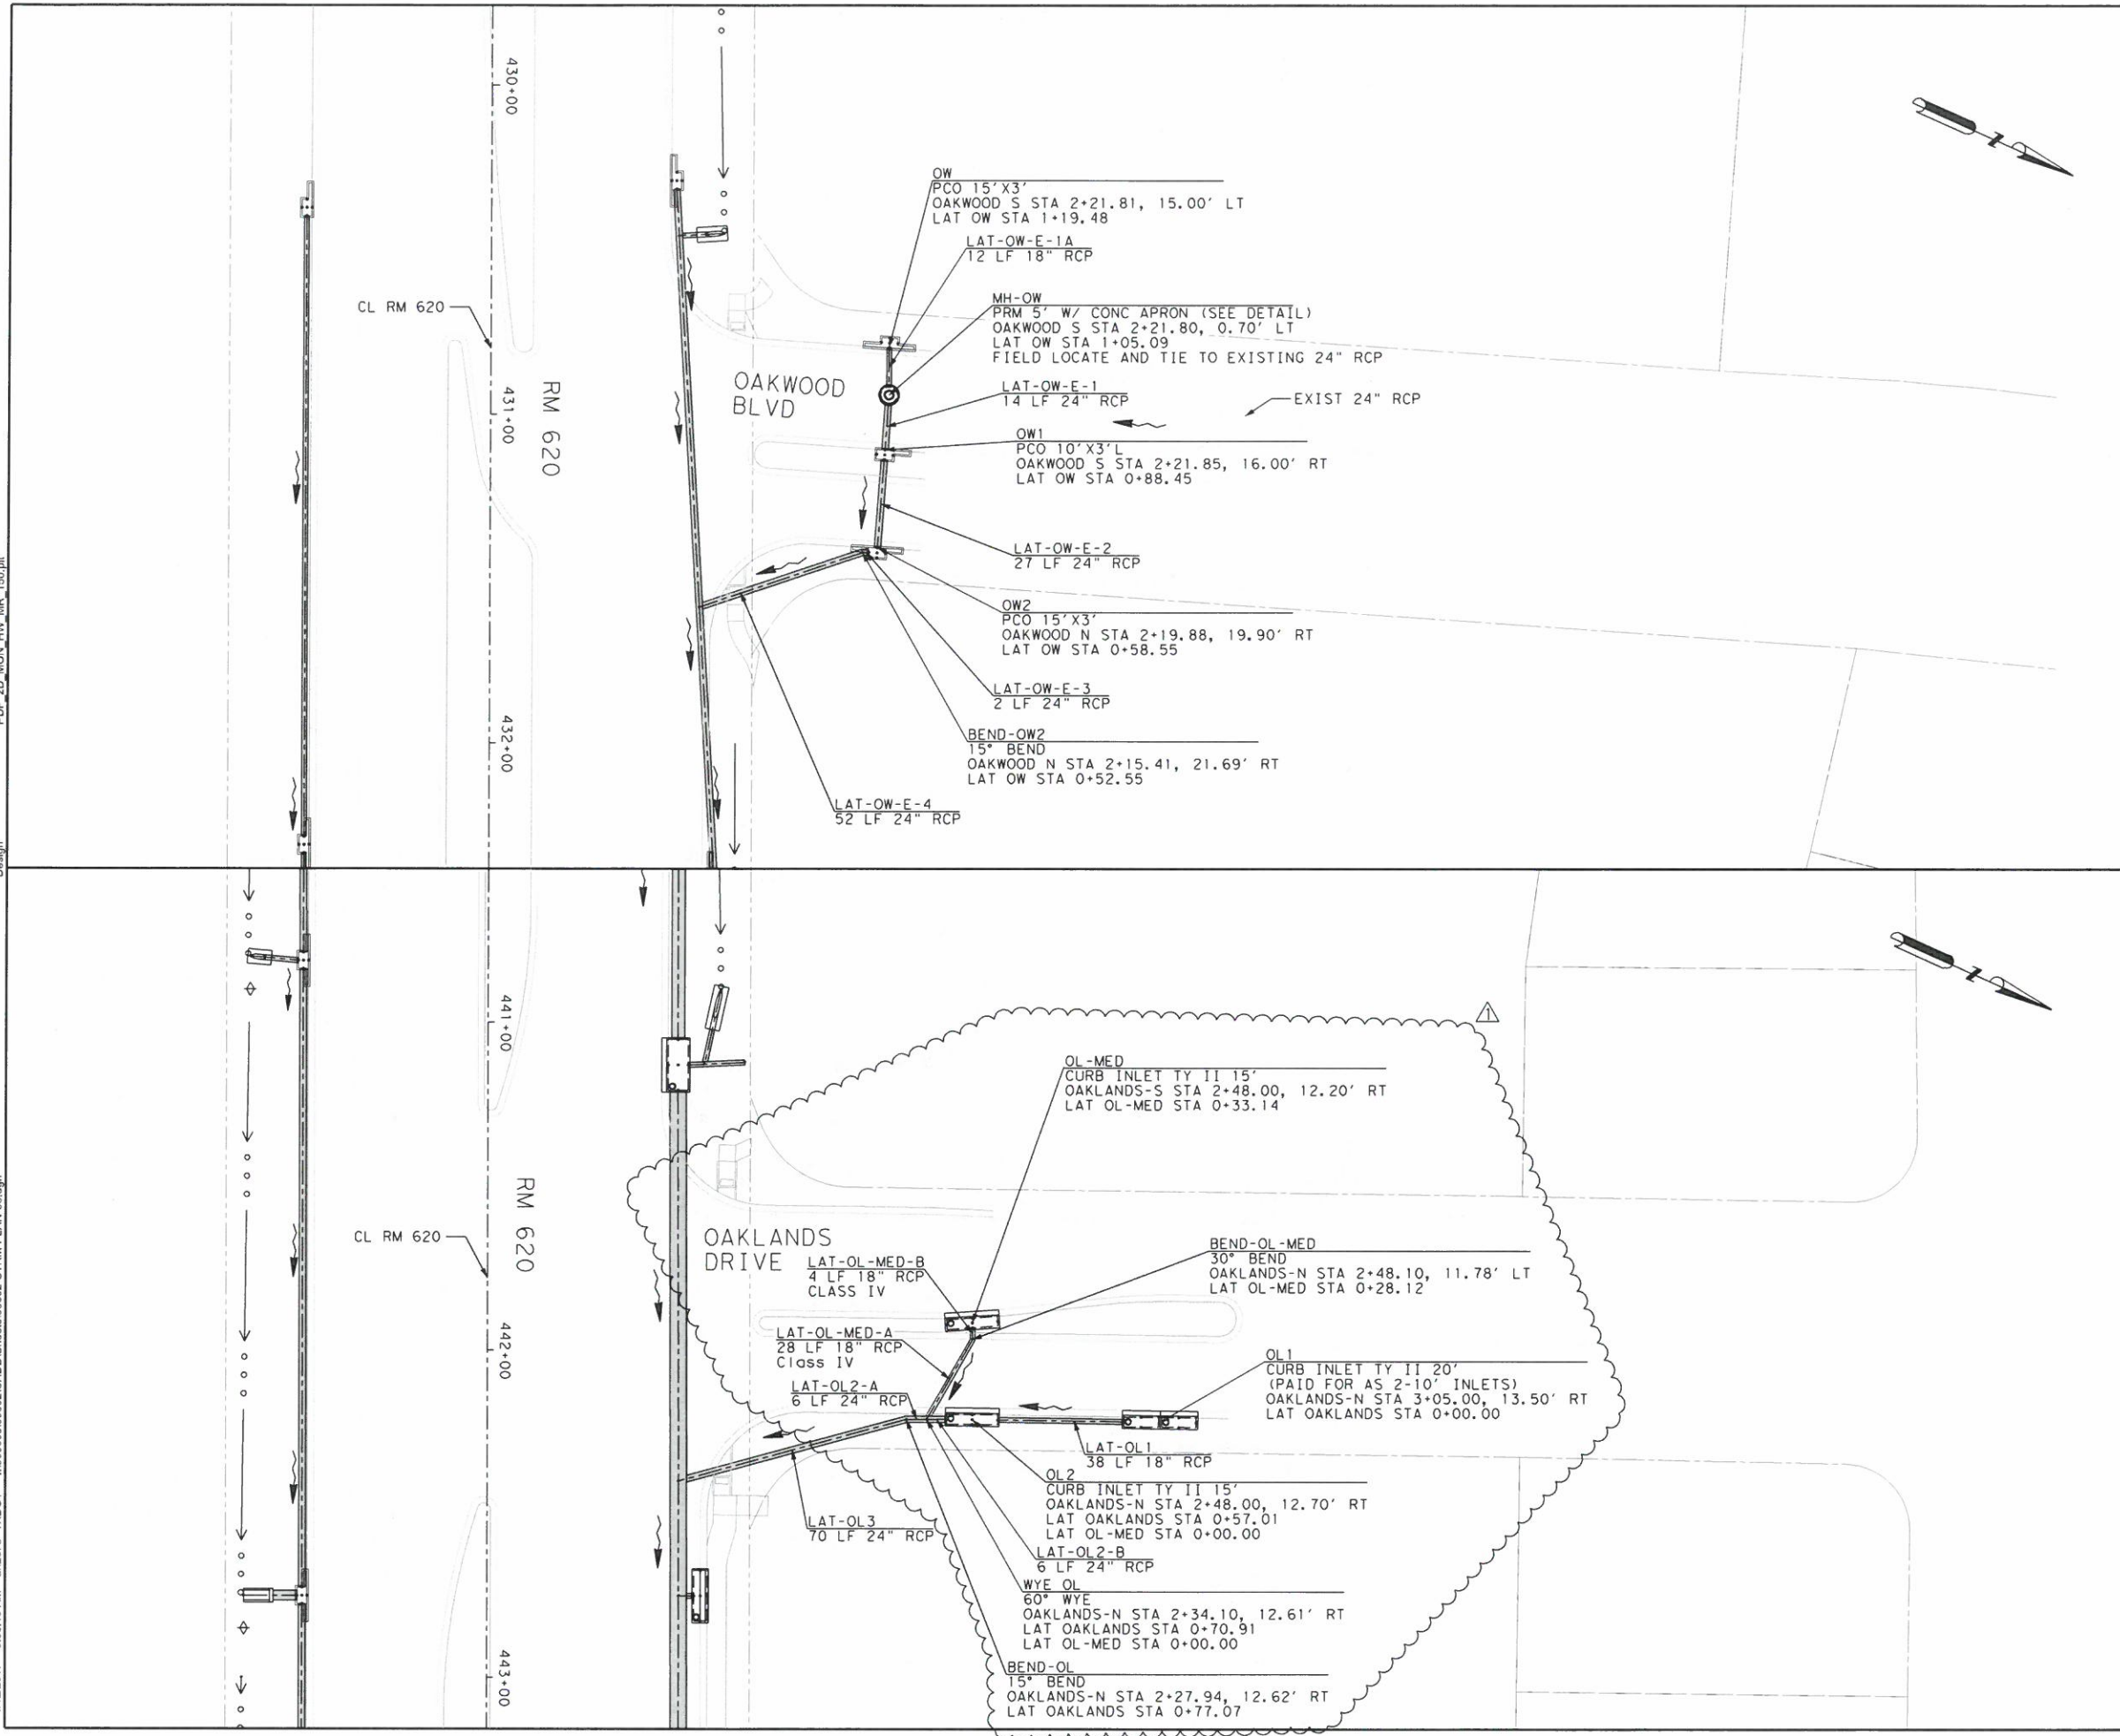 430+00
CL RM 620
431+00
RM 620
432+00
OAKWOOD
BLVD
OW
PCO 15'X3'
OAKWOOD S STA 2+21.81, 15.00' LT
LAT OW STA 1+19.48
LAT-OW-E-1A
12 LF 18" RCP
MH-OW
PRM 5' W/ CONC APRON (SEE DETAIL)
OAKWOOD S STA 2+21.80, 0.70' LT
LAT OW STA 1+05.09
FIELD LOCATE AND TIE TO EXISTING 24" RCP
LAT-OW-E-1
14 LF 24" RCP
EXIST 24" RCP
OW1
PCO 10'X3'L
OAKWOOD S STA 2+21.85, 16.00' RT
LAT OW STA 0+88.45
LAT-OW-E-2
27 LF 24" RCP
OW2
PCO 15'X3'
OAKWOOD N STA 2+19.88, 19.90' RT
LAT OW STA 0+58.55
LAT-OW-E-3
2 LF 24" RCP
BEND-OW2
15° BEND
OAKWOOD N STA 2+15.41, 21.69' RT
LAT OW STA 0+52.55
LAT-OW-E-4
52 LF 24" RCP
Z
441+00
CL RM 620
RM 620
442+00
443+00
Z
1
OL-MED
CURB INLET TY II 15'
OAKLANDS-S STA 2+48.00, 12.20' RT
LAT OL-MED STA 0+33.14
OAKLANDS
DRIVE
LAT-OL-MED-B
4 LF 18" RCP
CLASS IV
BEND-OL-MED
30° BEND
OAKLANDS-N STA 2+48.10, 11.78' LT
LAT OL-MED STA 0+28.12
LAT-OL-MED-A
28 LF 18" RCP
Class IV
LAT-OL2-A
6 LF 24" RCP
OL1
CURB INLET TY II 20'
(PAID FOR AS 2-10' INLETS)
OAKLANDS-N STA 3+05.00, 13.50' RT
LAT OAKLANDS STA 0+00.00
LAT-OL1
38 LF 18" RCP
OL2
CURB INLET TY II 15'
OAKLANDS-N STA 2+48.00, 12.70' RT
LAT OAKLANDS STA 0+57.01
LAT OL-MED STA 0+00.00
LAT-OL3
70 LF 24" RCP
LAT-OL2-B
6 LF 24" RCP
WYE OL
60° WYE
OAKLANDS-N STA 2+34.10, 12.61' RT
LAT OAKLANDS STA 0+70.91
LAT OL-MED STA 0+00.00
BEND-OL
15° BEND
OAKLANDS-N STA 2+27.94, 12.62' RT
LAT OAKLANDS STA 0+77.07